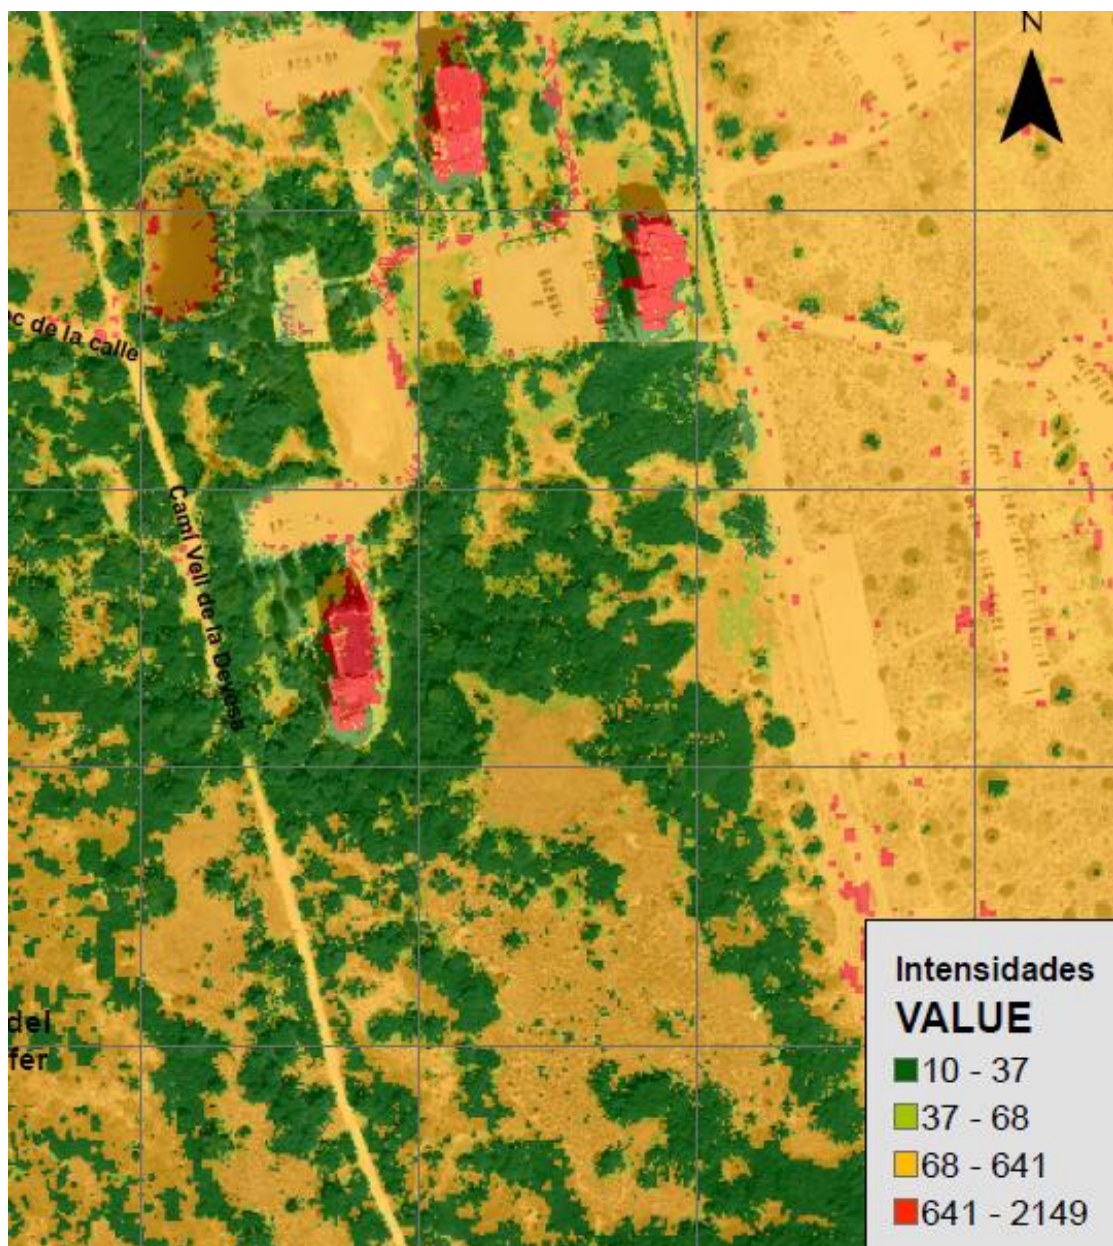 N
c de la calle
Camí Vell de la Devesa
del
fér
Intensidades
VALUE
10 - 37
37 - 68
68 - 641
641 - 2149